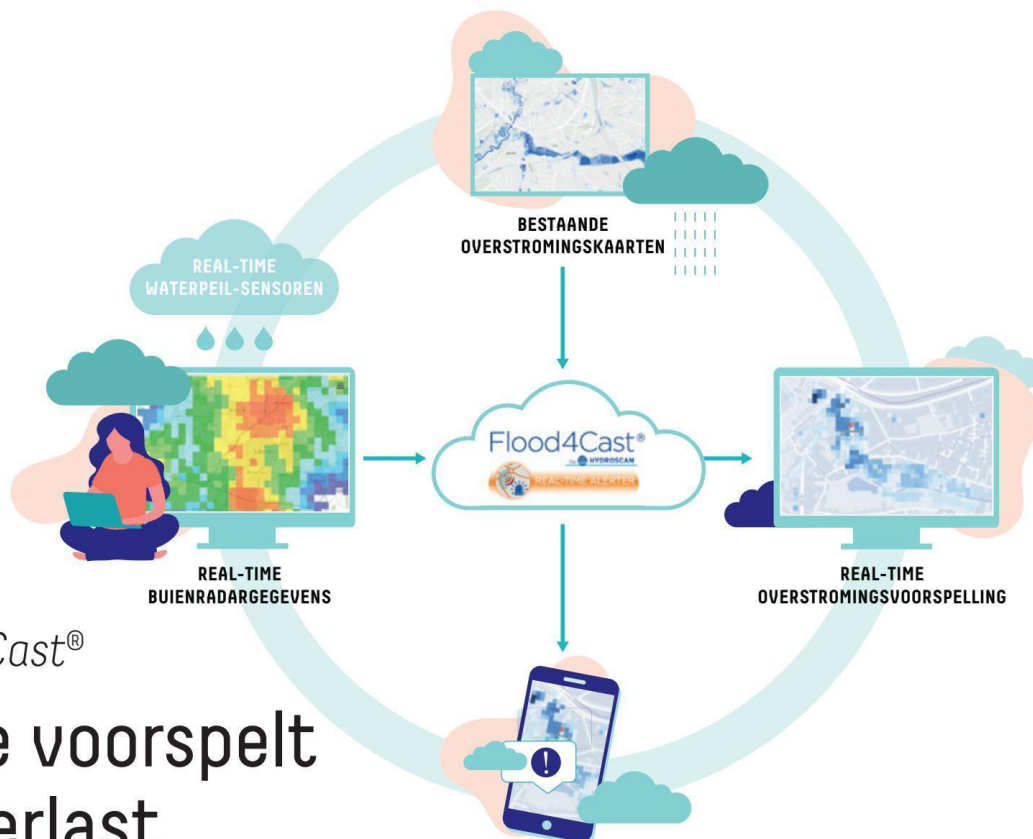 BESTAANDE
OVERSTROMINGSKAARTEN
REAL-TIME
WATERPEIL-SENSOREN
Flood4Cast®
By HYDROSCAN
REAL-TIME ALERTER
REAL-TIME
BUIENRADARGEGEVENS
REAL-TIME
OVERSTROMINGSVOORSPELLING
Cast®
voorspelt
erlast